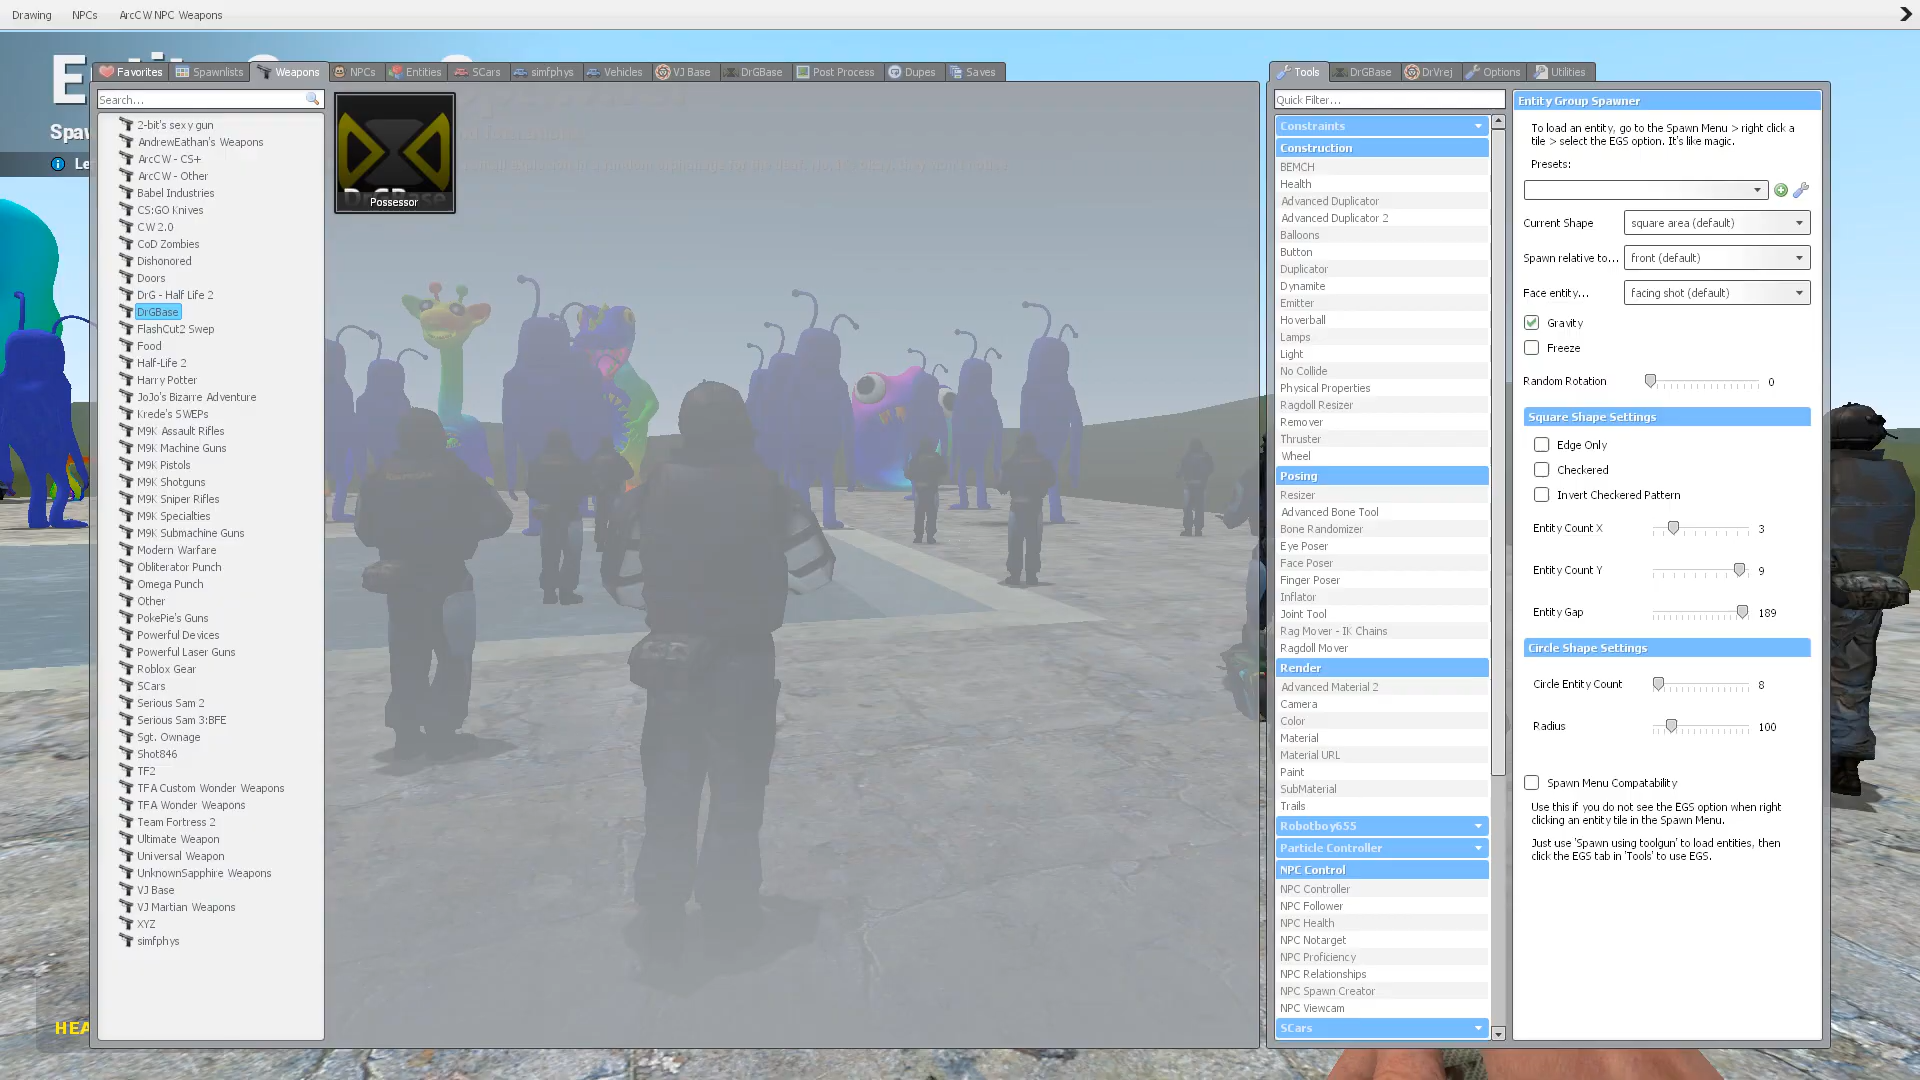 Drawing NPCs ArcCW NPC Weapons
Favorites Spawnlists Weapons NPCs Entities SCars simfphys Vehicles VJ Base DrGBase Post Process Dupes Saves
Search...
2-bit's sexy gun
AndrewEathan's Weapons
ArcCW - CS+
ArcCW - Other
Babel Industries
CS:GO Knives
CW 2.0
CoD Zombies
Dishonored
Doors
DrG - Half Life 2
DrGBase
FlashCut2 Swep
Food
Half-Life 2
Harry Potter
JoJo's Bizarre Adventure
Krede's SWEPs
M9K Assault Rifles
M9K Machine Guns
M9K Pistols
M9K Shotguns
M9K Sniper Rifles
M9K Specialties
M9K Submachine Guns
Modern Warfare
Obliterator Punch
Omega Punch
Other
PokePie's Guns
Powerful Devices
Powerful Laser Guns
Roblox Gear
SCars
Serious Sam 2
Serious Sam 3:BFE
Sgt. Ownage
Shot846
TF2
TFA Custom Wonder Weapons
TFA Wonder Weapons
Team Fortress 2
Ultimate Weapon
Universal Weapon
UnknownSapphire Weapons
VJ Base
VJ Martian Weapons
XYZ
simfphys
DrGBase
Possessor
Tools DrGBase DrVrej Options Utilities
Quick Filter...
Constraints
Construction
BEMCH
Health
Advanced Duplicator
Advanced Duplicator 2
Balloons
Button
Duplicator
Dynamite
Emitter
Hoverball
Lamps
Light
No Collide
Physical Properties
Ragdoll Resizer
Remover
Thruster
Wheel
Posing
Resizer
Advanced Bone Tool
Bone Randomizer
Eye Poser
Face Poser
Finger Poser
Inflator
Joint Tool
Rag Mover - IK Chains
Ragdoll Mover
Render
Advanced Material 2
Camera
Color
Material
Material URL
Paint
SubMaterial
Trails
Robotboy655
Particle Controller
NPC Control
NPC Controller
NPC Follower
NPC Health
NPC Notarget
NPC Proficiency
NPC Relationships
NPC Spawn Creator
NPC Viewcam
SCars
Entity Group Spawner
To load an entity, go to the Spawn Menu > right click a
tile > select the EGS option. It's like magic.
Presets:
Current Shape square area (default)
Spawn relative to... front (default)
Face entity... facing shot (default)
Gravity
Freeze
Random Rotation 0
Square Shape Settings
Edge Only
Checkered
Invert Checkered Pattern
Entity Count X 3
Entity Count Y 9
Entity Gap 189
Circle Shape Settings
Circle Entity Count 8
Radius 100
Spawn Menu Compatability
Use this if you do not see the EGS option when right
clicking an entity tile in the Spawn Menu.
Just use 'Spawn using toolgun' to load entities, then
click the EGS tab in 'Tools' to use EGS.